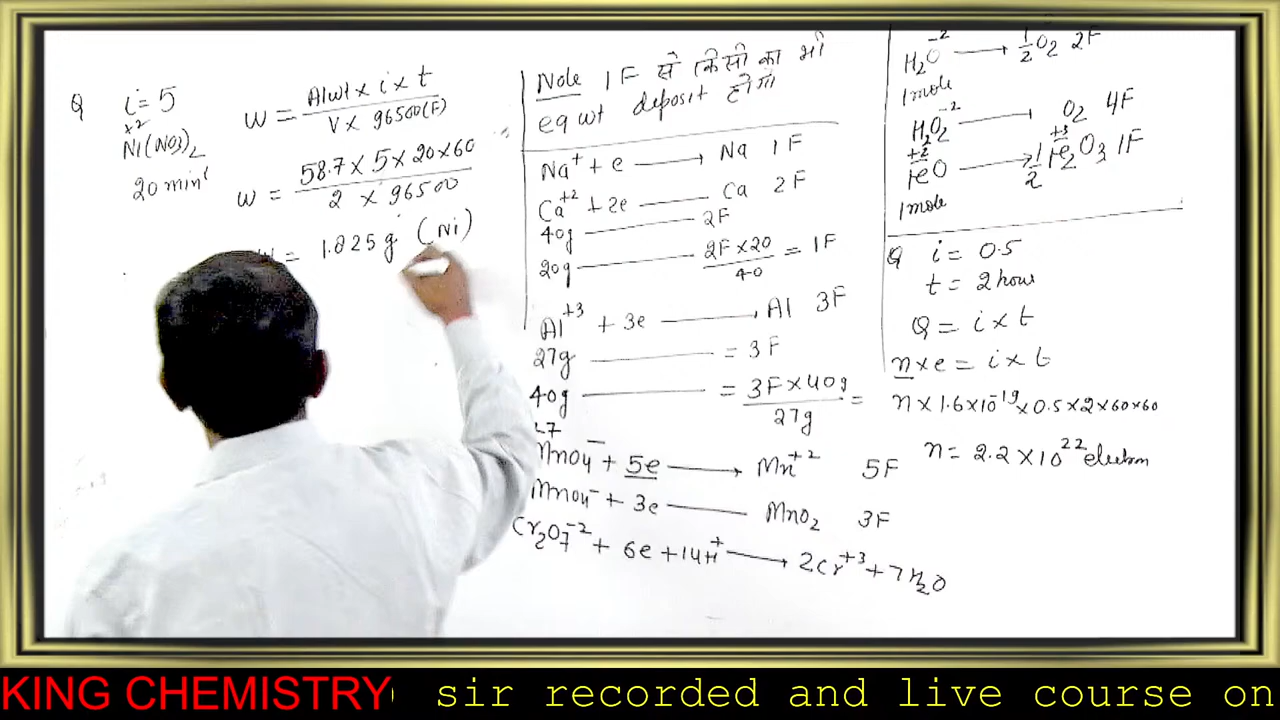 Q i = 5
+2
Ni(NO3)2
20 min
w = A/wt × i × t / V × 96500(F)
w = 58.7 × 5 × 20 × 60 / 2 × 96500
= 1.825 g (Ni)
Note 1F से किसी का भी
eq wt deposit होगा
Na+ + e ⟶ Na 1F
Ca+2 + 2e — Ca 2F
40g — 2F
20g — 2F × 20 / 40 = 1F
Al+3 + 3e ⟶ Al 3F
27g — = 3F
40g — = 3F × 40g / 27g =
+7
MnO4− + 5e ⟶ Mn+2 5F
MnO4− + 3e — MnO2 3F
Cr2O7−2 + 6e + 14H+ ⟶ 2Cr+3 + 7H2O
H2O−2 ⟶ 1/2 O2 2F
1 mole
H2O2−2 ⟶ O2 4F
+2 +3
FeO ⟶ 1/2 Fe2O3 1F
1 mole
Q i = 0.5
t = 2 hour
Q = i × t
n × e = i × t
n × 1.6 × 10−19 × 0.5 × 2 × 60 × 60
n = 2.2 × 10 22 electron
KING CHEMISTRY sir recorded and live course on